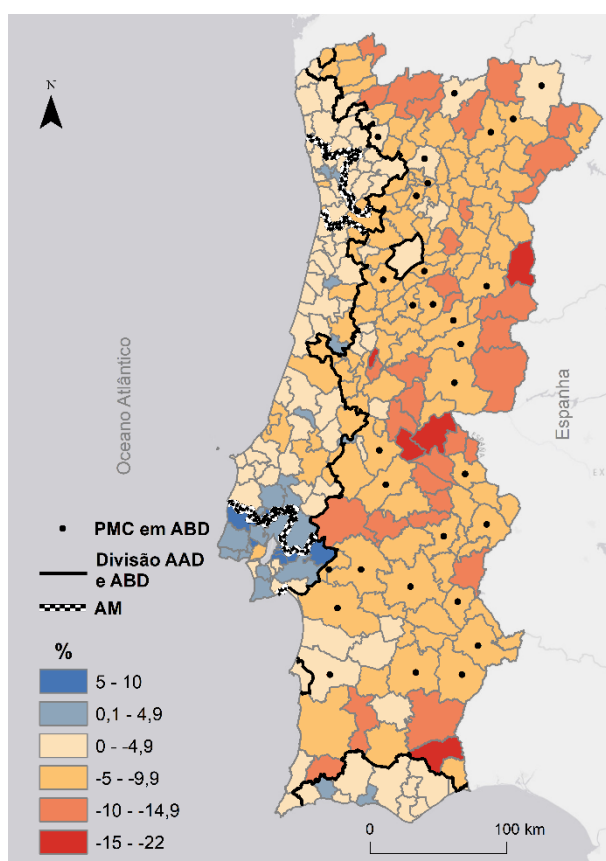 N
Oceano Atlântico
Espanha
PMC em ABD
Divisão AAD
e ABD
AM
%
5 - 10
0,1 - 4,9
0 - -4,9
-5 - -9,9
-10 - -14,9
-15 - -22
0 100 km